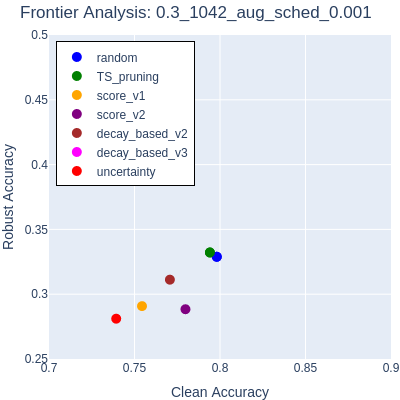 Frontier Analysis: 0.3_1042_aug_sched_0.001
0.5
random
TS_pruning
score_v1
score_v2
decay_based_v2
decay_based_v3
uncertainty
0.45
0.4
0.35
0.3
0.25
Robust Accuracy
0.7
0.75
0.8
0.85
0.9
Clean Accuracy